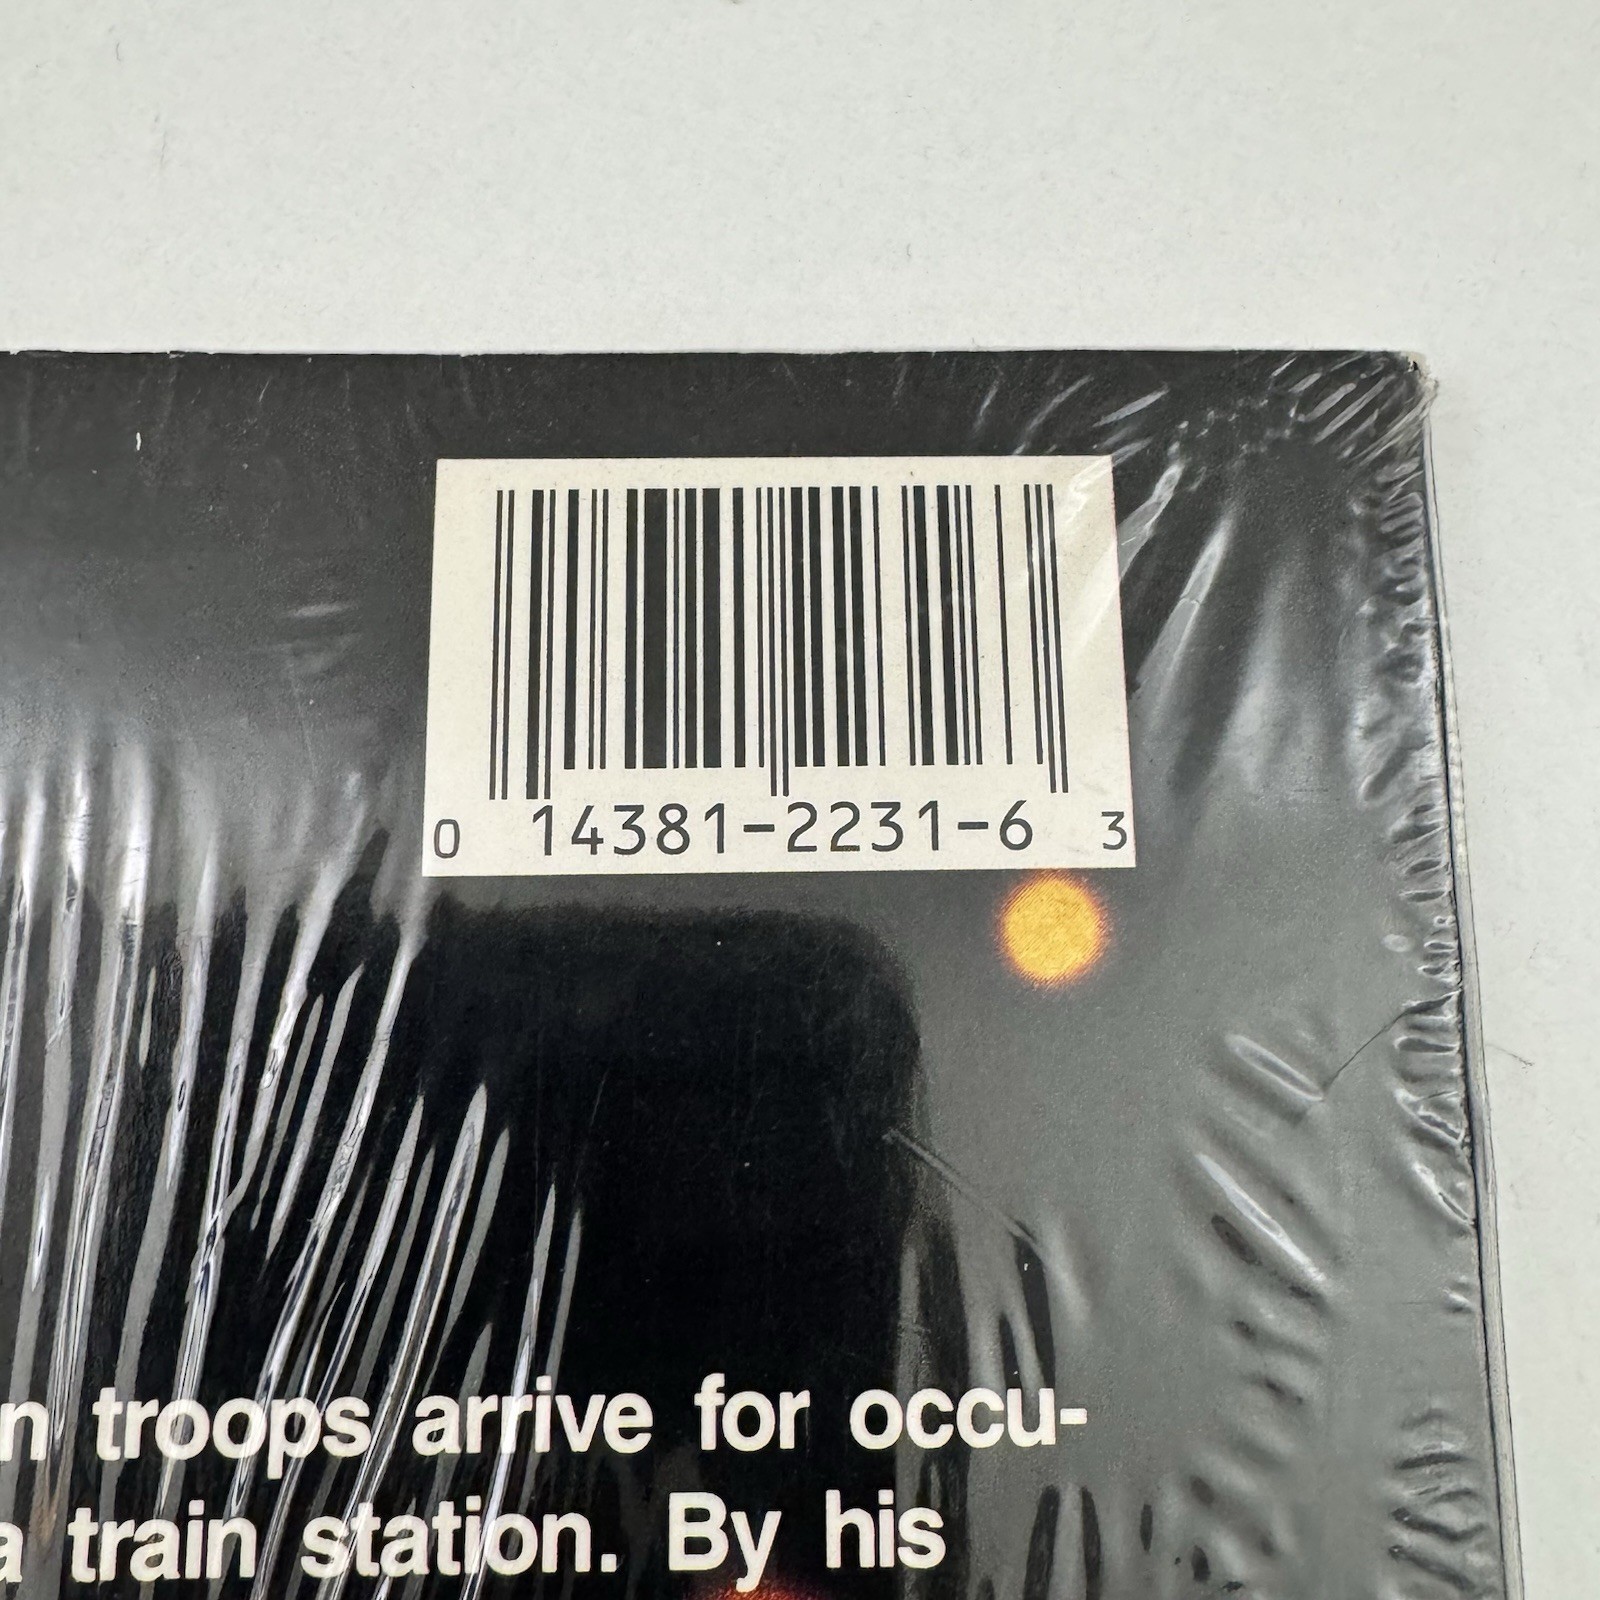 0 14381-2231-6 3
n troops arrive for occu-
a train station. By his